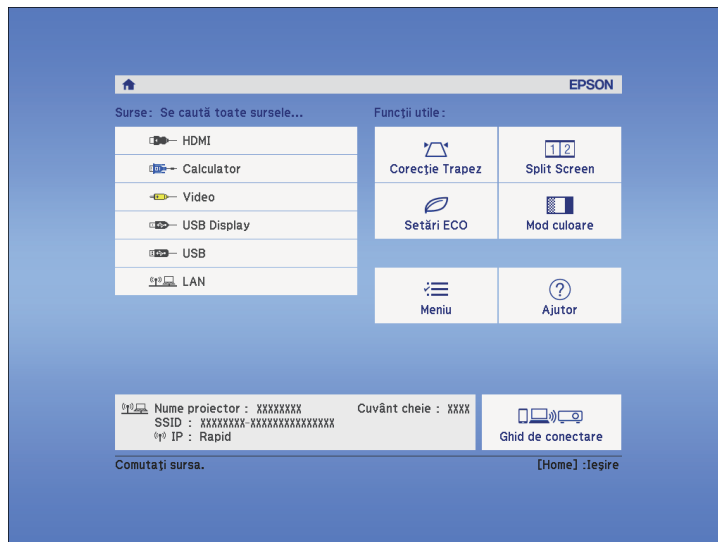 EPSON
Surse: Se caută toate sursele...
HDMI
Calculator
Video
USB Display
USB
LAN
Funcții utile:
Corecție Trapez
1 2
Split Screen
Setări ECO
Mod culoare
Meniu
?
Ajutor
Nume proiector : XXXXXXXX
Cuvânt cheie : XXXX
SSID : XXXXXXXX-XXXXXXXXXXXXXXX
IP : Rapid
Ghid de conectare
Comutați sursa.
[Home] :Ieșire